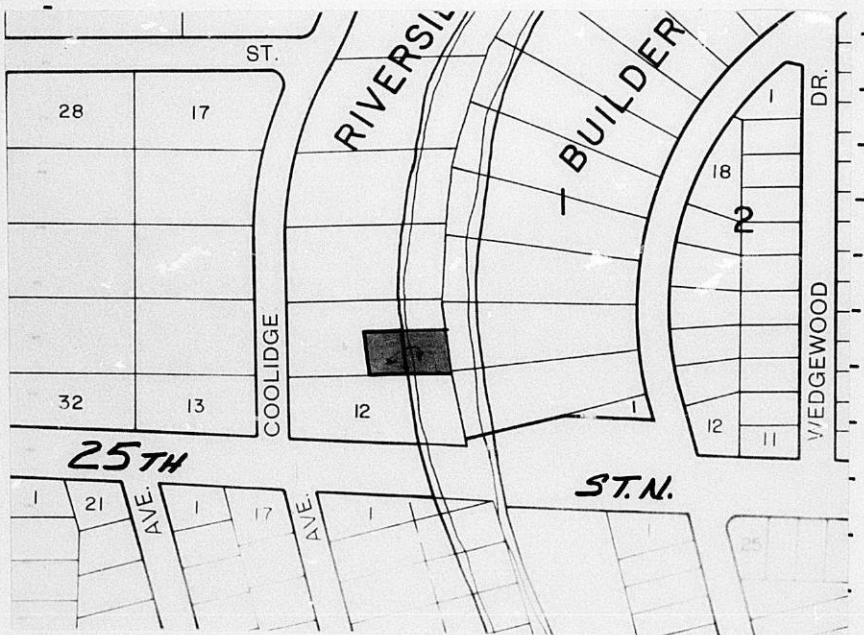 ST.
RIVERSI
BUILDER
DR.
28
17
1
18
1
2
COOLIDGE
WEDGEWOOD
32
13
12
1
12
11
25TH
ST. N.
1
21
AVE.
1
17
AVE.
1
1
25